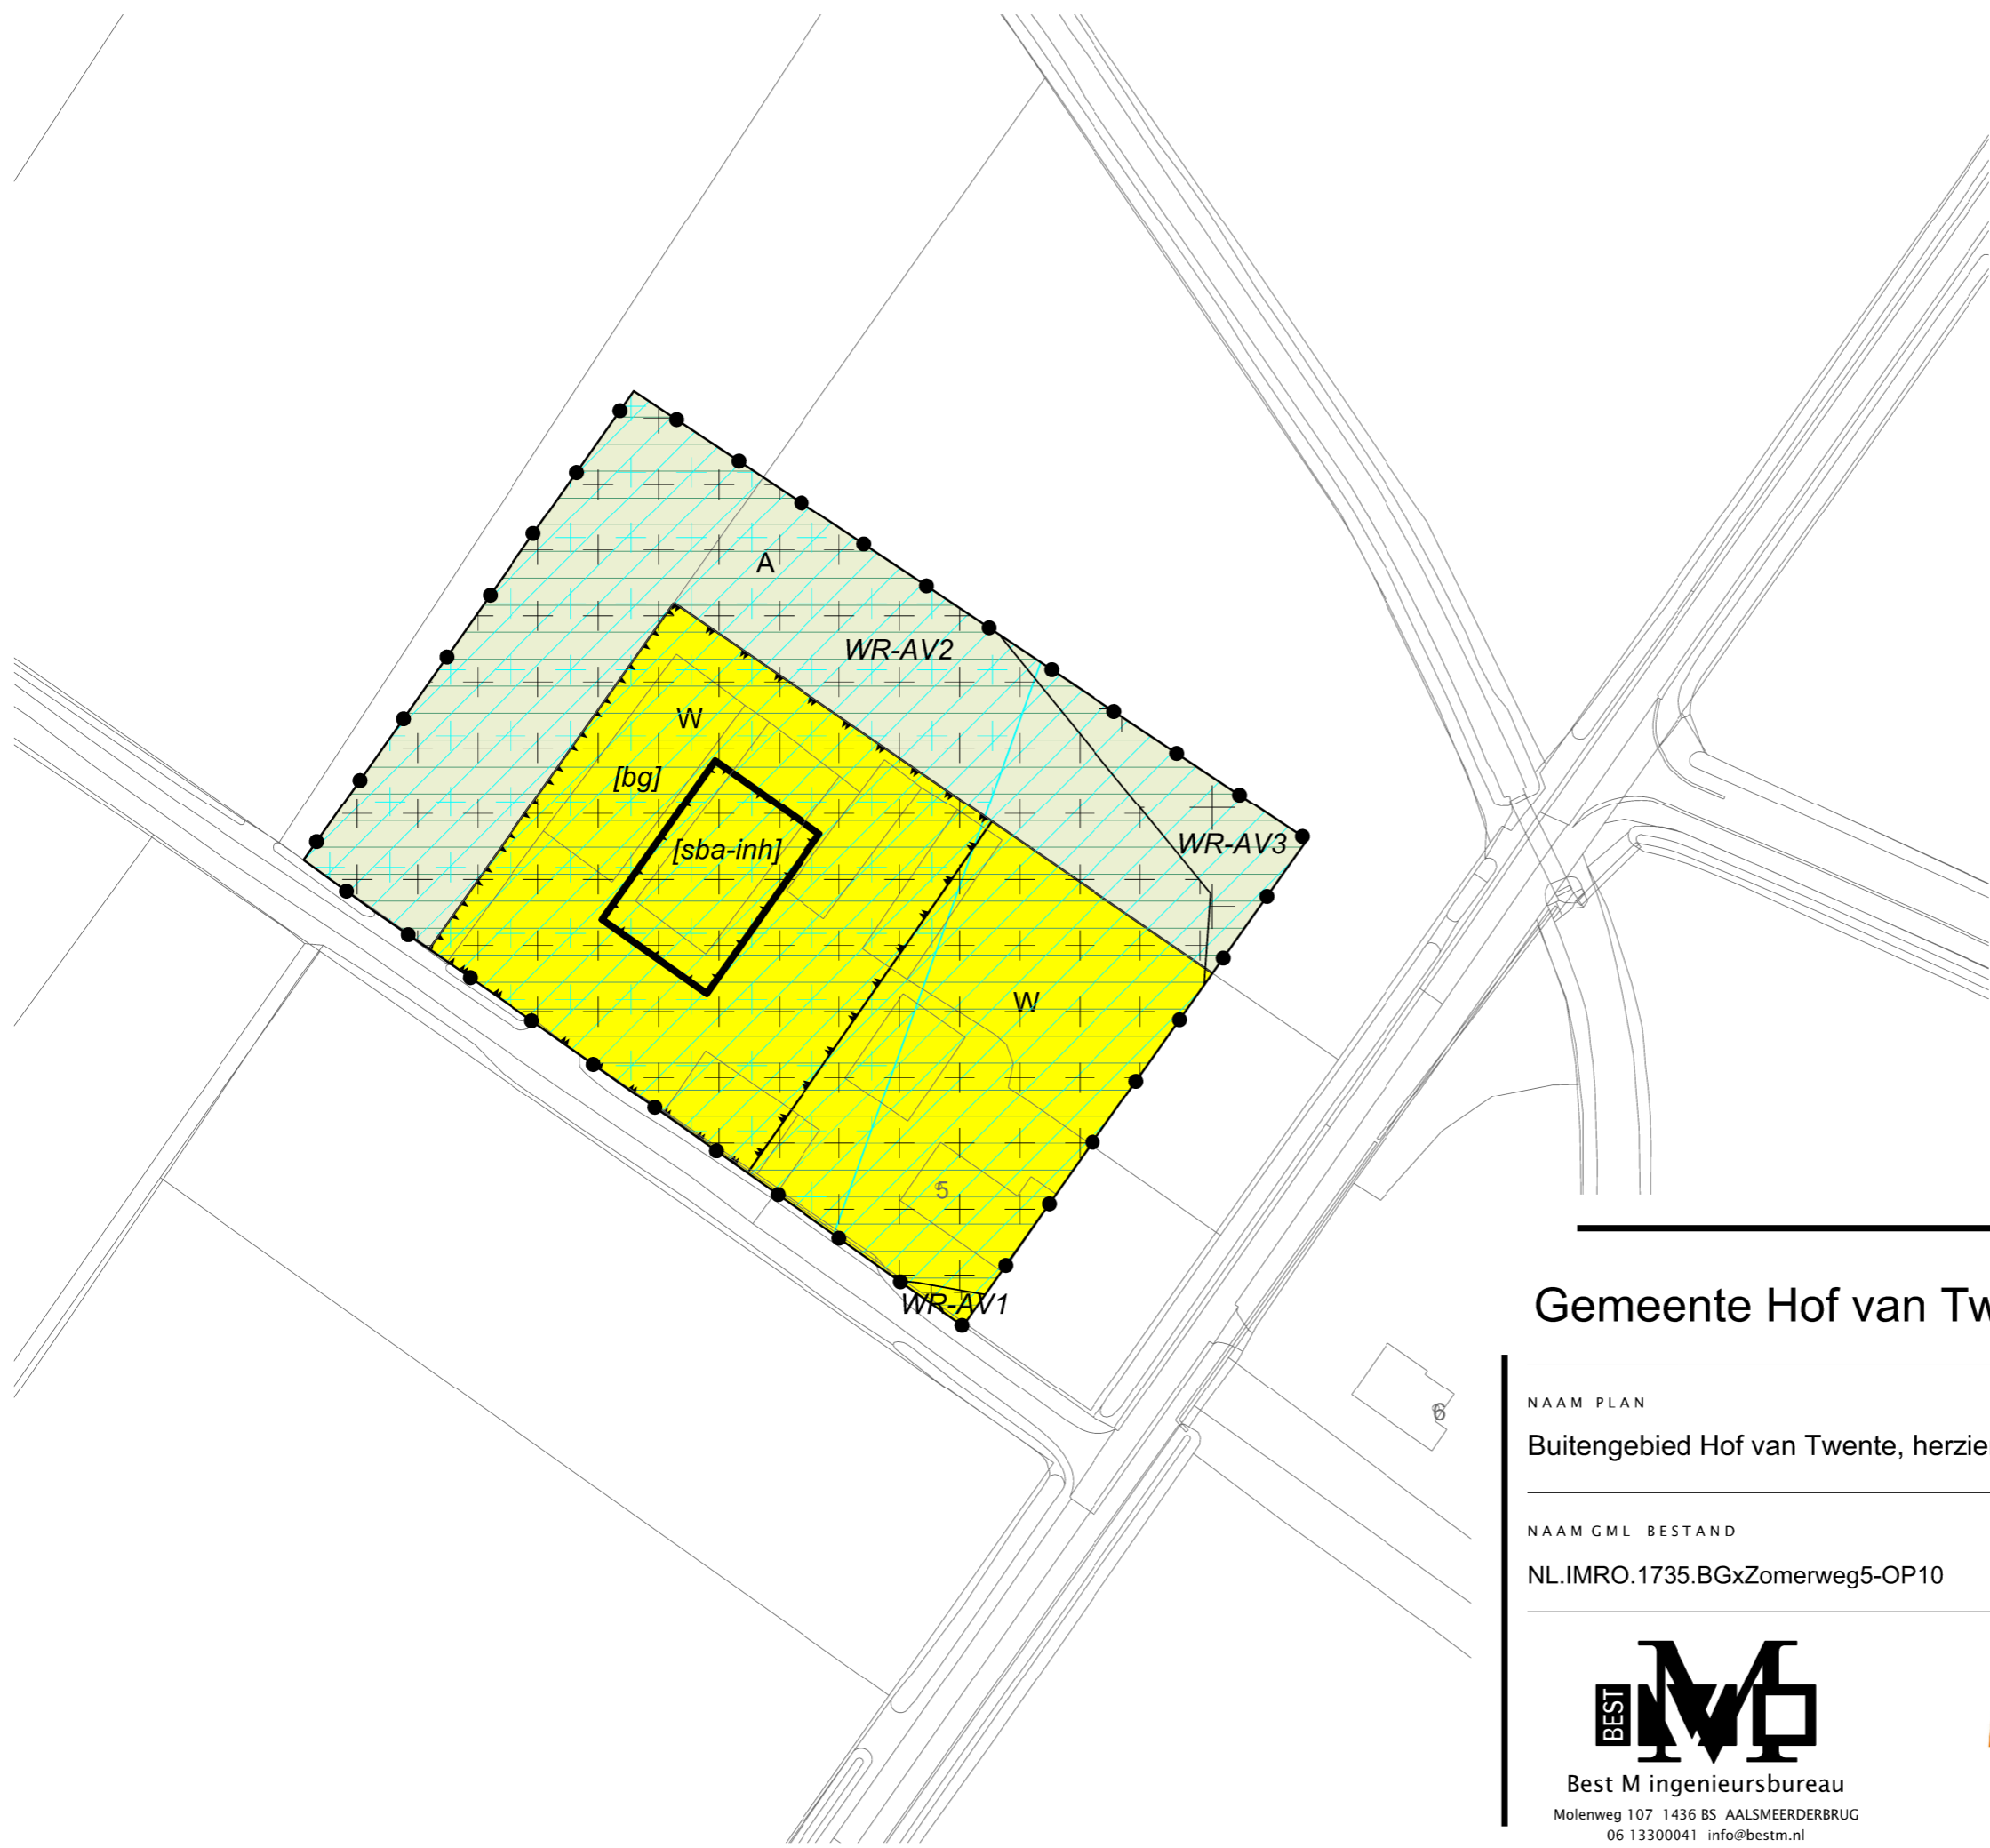 A
WR-AV2
W
[bg]
[sba-inh]
WR-AV3
W
5
WR-AV1
6
Gemeente Hof van Tw
NAAM PLAN
Buitengebied Hof van Twente, herzie
NAAM GML-BESTAND
NL.IMRO.1735.BGxZomerweg5-OP10
BEST
M
Best M ingenieursbureau
Molenweg 107 1436 BS AALSMEERDERBRUG
06 13300041 info@bestm.nl